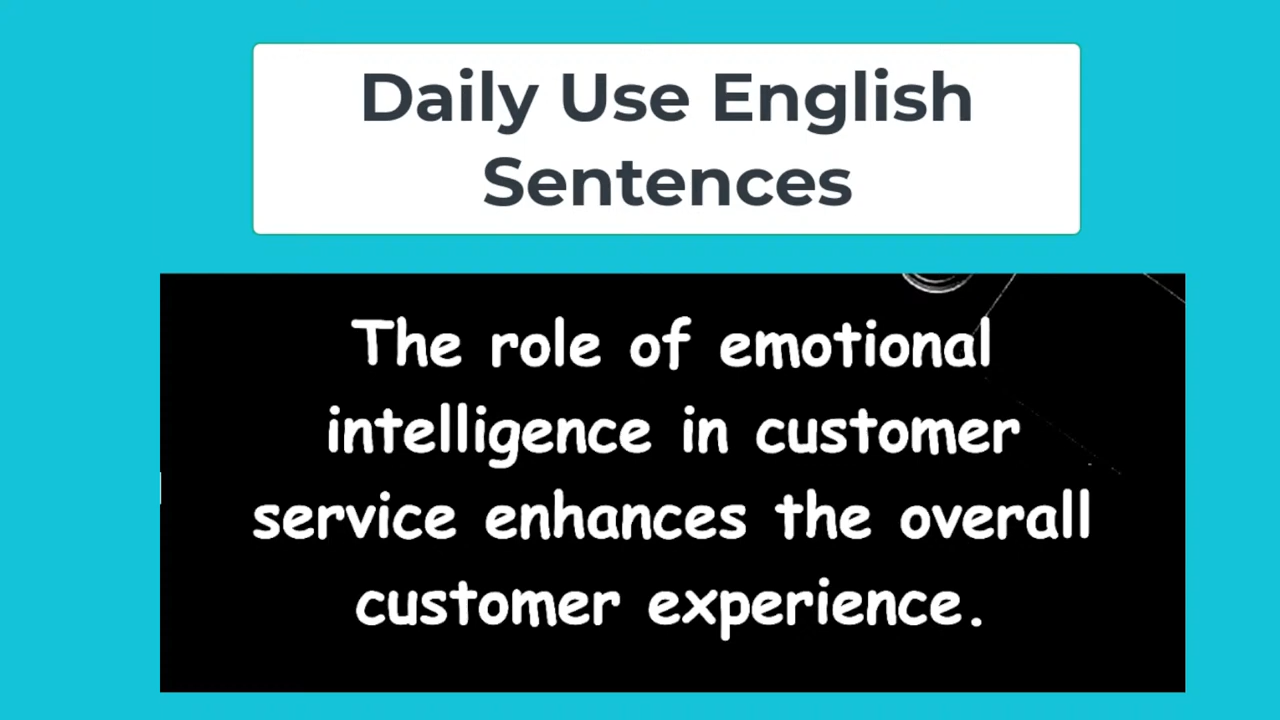 Daily Use English
Sentences
The role of emotional
intelligence in customer
service enhances the overall
customer experience.